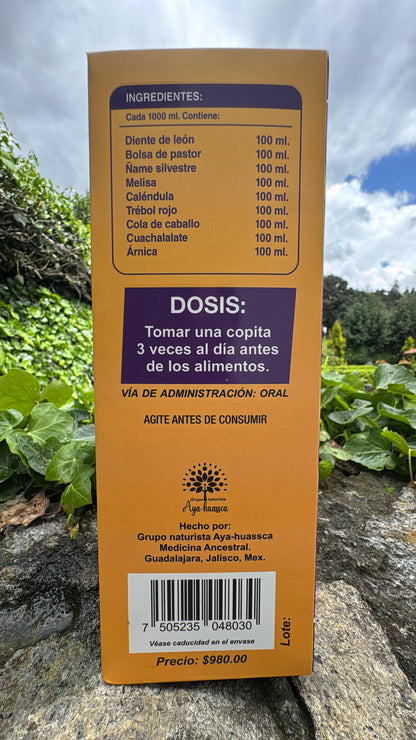 INGREDIENTES:
Cada 1000 ml. Contiene:
Diente de león 100 ml.
Bolsa de pastor 100 ml.
Ñame silvestre 100 ml.
Melisa 100 ml.
Caléndula 100 ml.
Trébol rojo 100 ml.
Cola de caballo 100 ml.
Cuachalalate 100 ml.
Árnica 100 ml.
DOSIS:
Tomar una copita
3 veces al día antes
de los alimentos.
VÍA DE ADMINISTRACIÓN: ORAL
AGITE ANTES DE CONSUMIR
Grupo naturista
Aya-huassca
Hecho por:
Grupo naturista Aya-huassca
Medicina Ancestral.
Guadalajara, Jalisco, Mex.
7 505235 048030
Véase caducidad en el envase
Lote:
Precio: $980.00